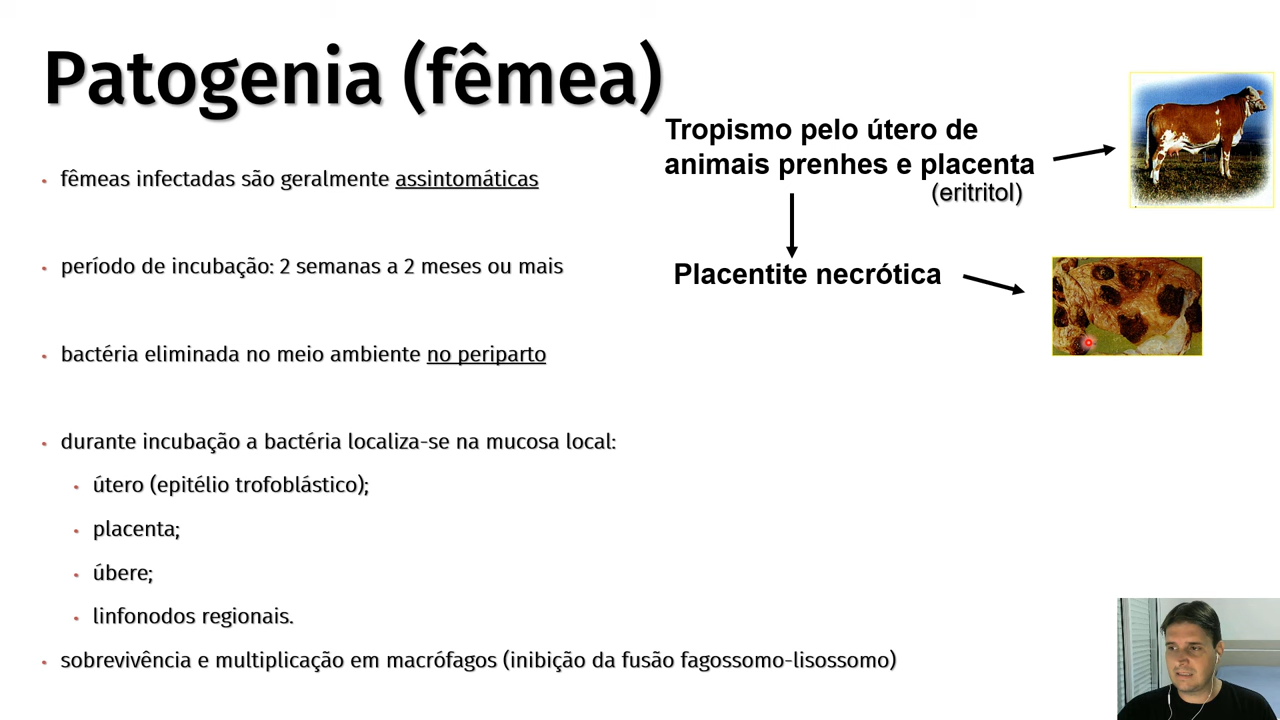 Patogenia (fêmea)
Tropismo pelo útero de
animais prenhes e placenta
(eritritol)
Placentite necrótica
fêmeas infectadas são geralmente assintomáticas
período de incubação: 2 semanas a 2 meses ou mais
bactéria eliminada no meio ambiente no periparto
durante incubação a bactéria localiza-se na mucosa local:
útero (epitélio trofoblástico);
placenta;
úbere;
linfonodos regionais.
sobrevivência e multiplicação em macrófagos (inibição da fusão fagossomo-lisossomo)